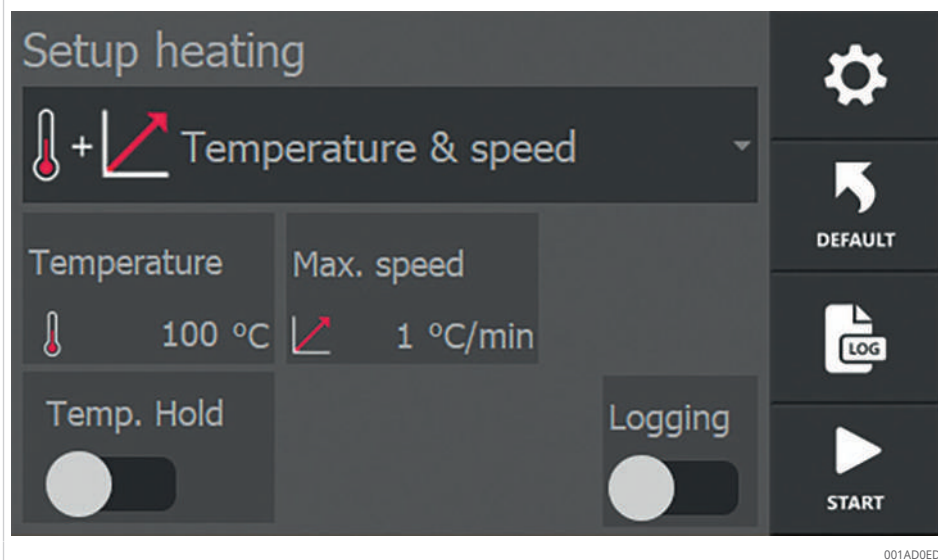 Setup heating
+ Temperature & speed
Temperature
Max. speed
100 °C
1 °C/min
Temp. Hold
Logging
DEFAULT
LOG
START
001AD0ED